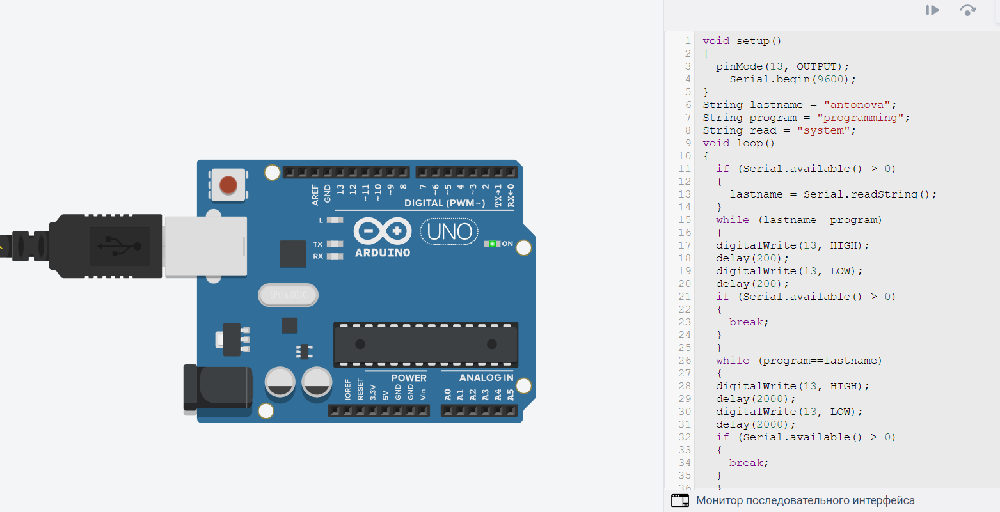 AREF
GND
13
12
~11
~10
~9
8
7
~6
~5
4
~3
2
TX→1
RX←0
DIGITAL (PWM~)
L
TX
RX
UNO
ARDUINO
ON
SPK16.000G
POWER
ANALOG IN
IOREF
RESET
3.3V
5V
GND
GND
Vin
A0
A1
A2
A3
A4
A5
1 void setup()
2 {
3 pinMode(13, OUTPUT);
4 Serial.begin(9600);
5 }
6 String lastname = "antonova";
7 String program = "programming";
8 String read = "system";
9 void loop()
10 {
11 if (Serial.available() > 0)
12 {
13 lastname = Serial.readString();
14 }
15 while (lastname==program)
16 {
17 digitalWrite(13, HIGH);
18 delay(200);
19 digitalWrite(13, LOW);
20 delay(200);
21 if (Serial.available() > 0)
22 {
23 break;
24 }
25 }
26 while (program==lastname)
27 {
28 digitalWrite(13, HIGH);
29 delay(2000);
30 digitalWrite(13, LOW);
31 delay(2000);
32 if (Serial.available() > 0)
33 {
34 break;
35 }
36 }
Монитор последовательного интерфейса